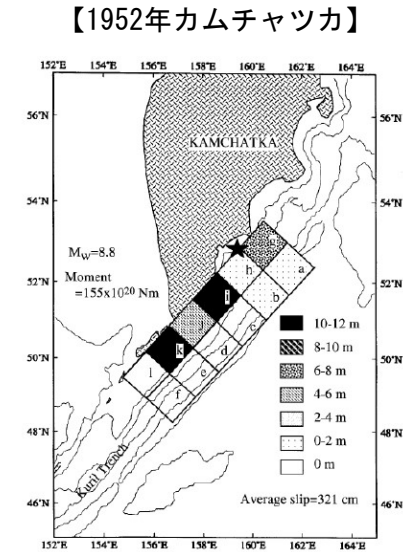 【1952年カムチャツカ】
152°E 154°E 156°E 158°E 160°E 162°E 164°E
56°N 56°N
KAMCHATKA
54°N 54°N
g
h a
Mw=8.8
Moment
=155x10²⁰ Nm
52°N 52°N
i b
j c
10-12 m
8-10 m
6-8 m
4-6 m
2-4 m
0-2 m
0 m
50°N 50°N
k d
l e
f
48°N 48°N
Kuril Trench
Average slip=321 cm
46°N 46°N
152°E 154°E 156°E 158°E 160°E 162°E 164°E